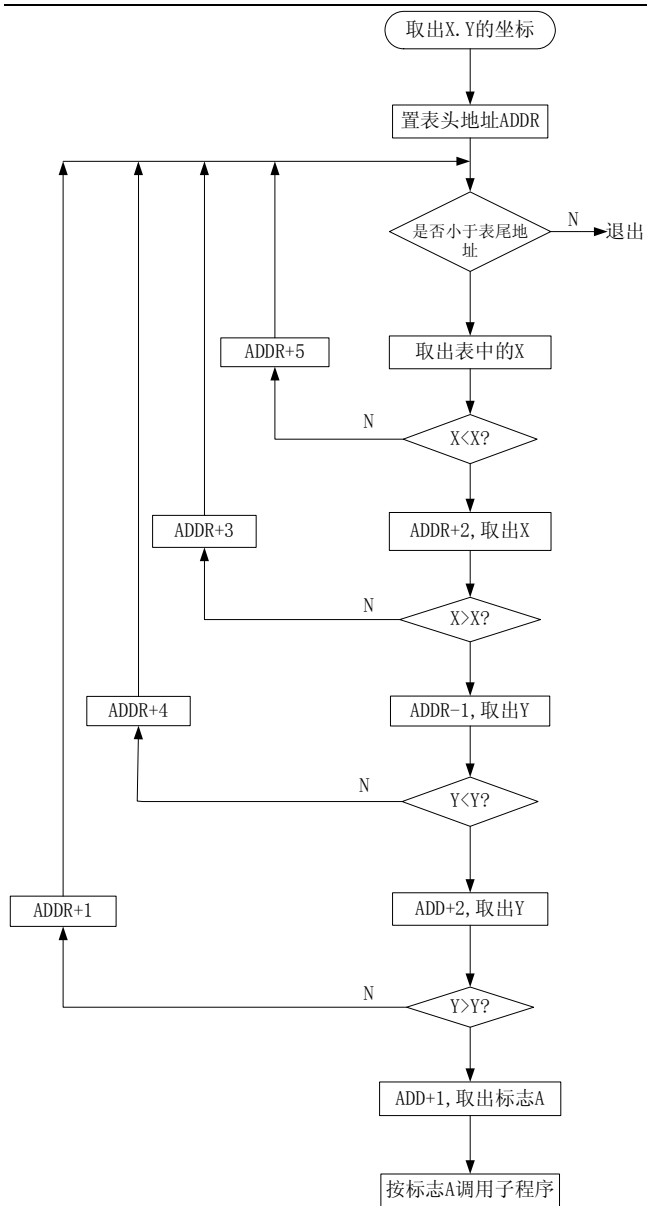 取出X.Y的坐标
置表头地址ADDR
是否小于表尾地
址
N
退出
ADDR+5
取出表中的X
N
X<X?
ADDR+3
ADDR+2,取出X
N
X>X?
ADDR+4
ADDR-1,取出Y
N
Y<Y?
ADDR+1
ADD+2,取出Y
N
Y>Y?
ADD+1,取出标志A
按标志A调用子程序